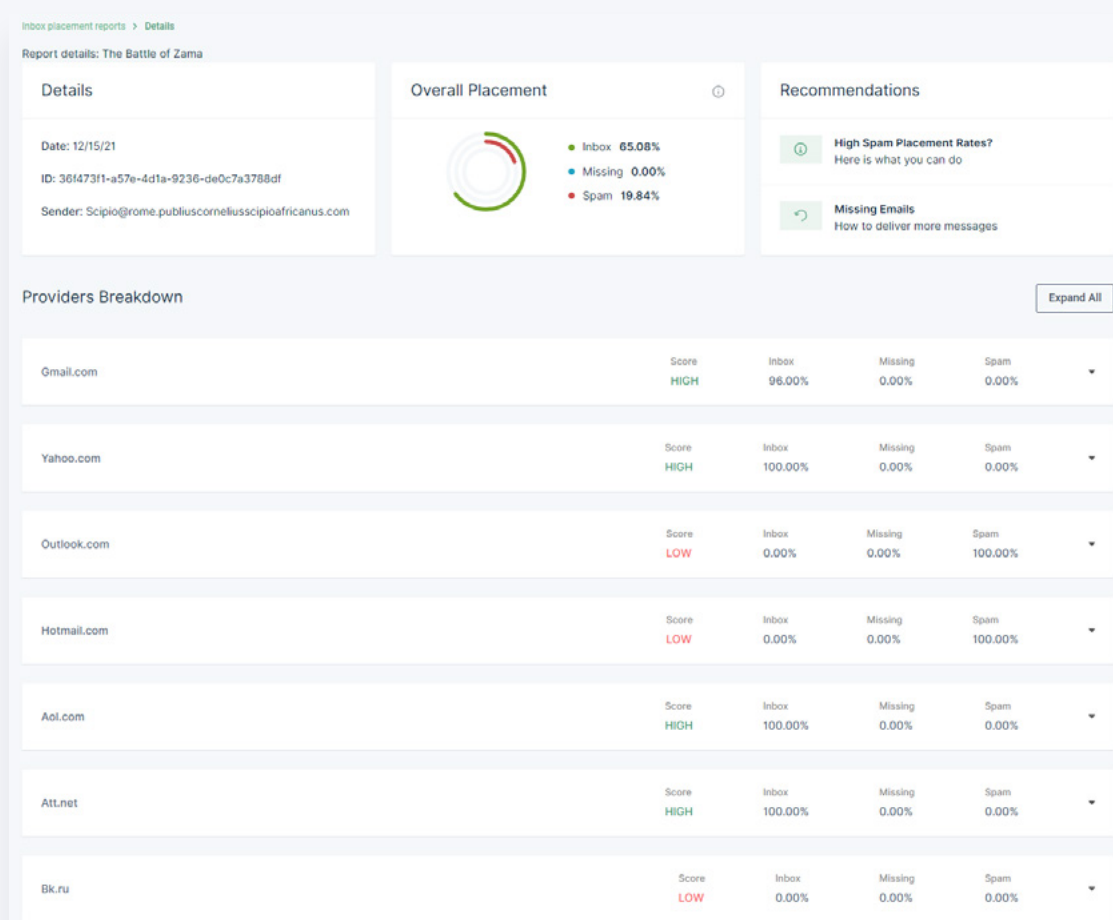 Inbox placement reports > Details
Report details: The Battle of Zama
Details
Date: 12/15/21
ID: 36f473f1-a57e-4d1a-9236-de0c7a3788df
Sender: Scipio@rome.publiuscorneliusscipioafricanus.com
Overall Placement
Inbox 65.08%
Missing 0.00%
Spam 19.84%
Recommendations
High Spam Placement Rates?
Here is what you can do
Missing Emails
How to deliver more messages
Providers Breakdown
Expand All
Gmail.com
Score Inbox Missing Spam
HIGH 96.00% 0.00% 0.00%
Yahoo.com
Score Inbox Missing Spam
HIGH 100.00% 0.00% 0.00%
Outlook.com
Score Inbox Missing Spam
LOW 0.00% 0.00% 100.00%
Hotmail.com
Score Inbox Missing Spam
LOW 0.00% 0.00% 100.00%
Aol.com
Score Inbox Missing Spam
HIGH 100.00% 0.00% 0.00%
Att.net
Score Inbox Missing Spam
HIGH 100.00% 0.00% 0.00%
Bk.ru
Score Inbox Missing Spam
LOW 0.00% 0.00% 0.00%